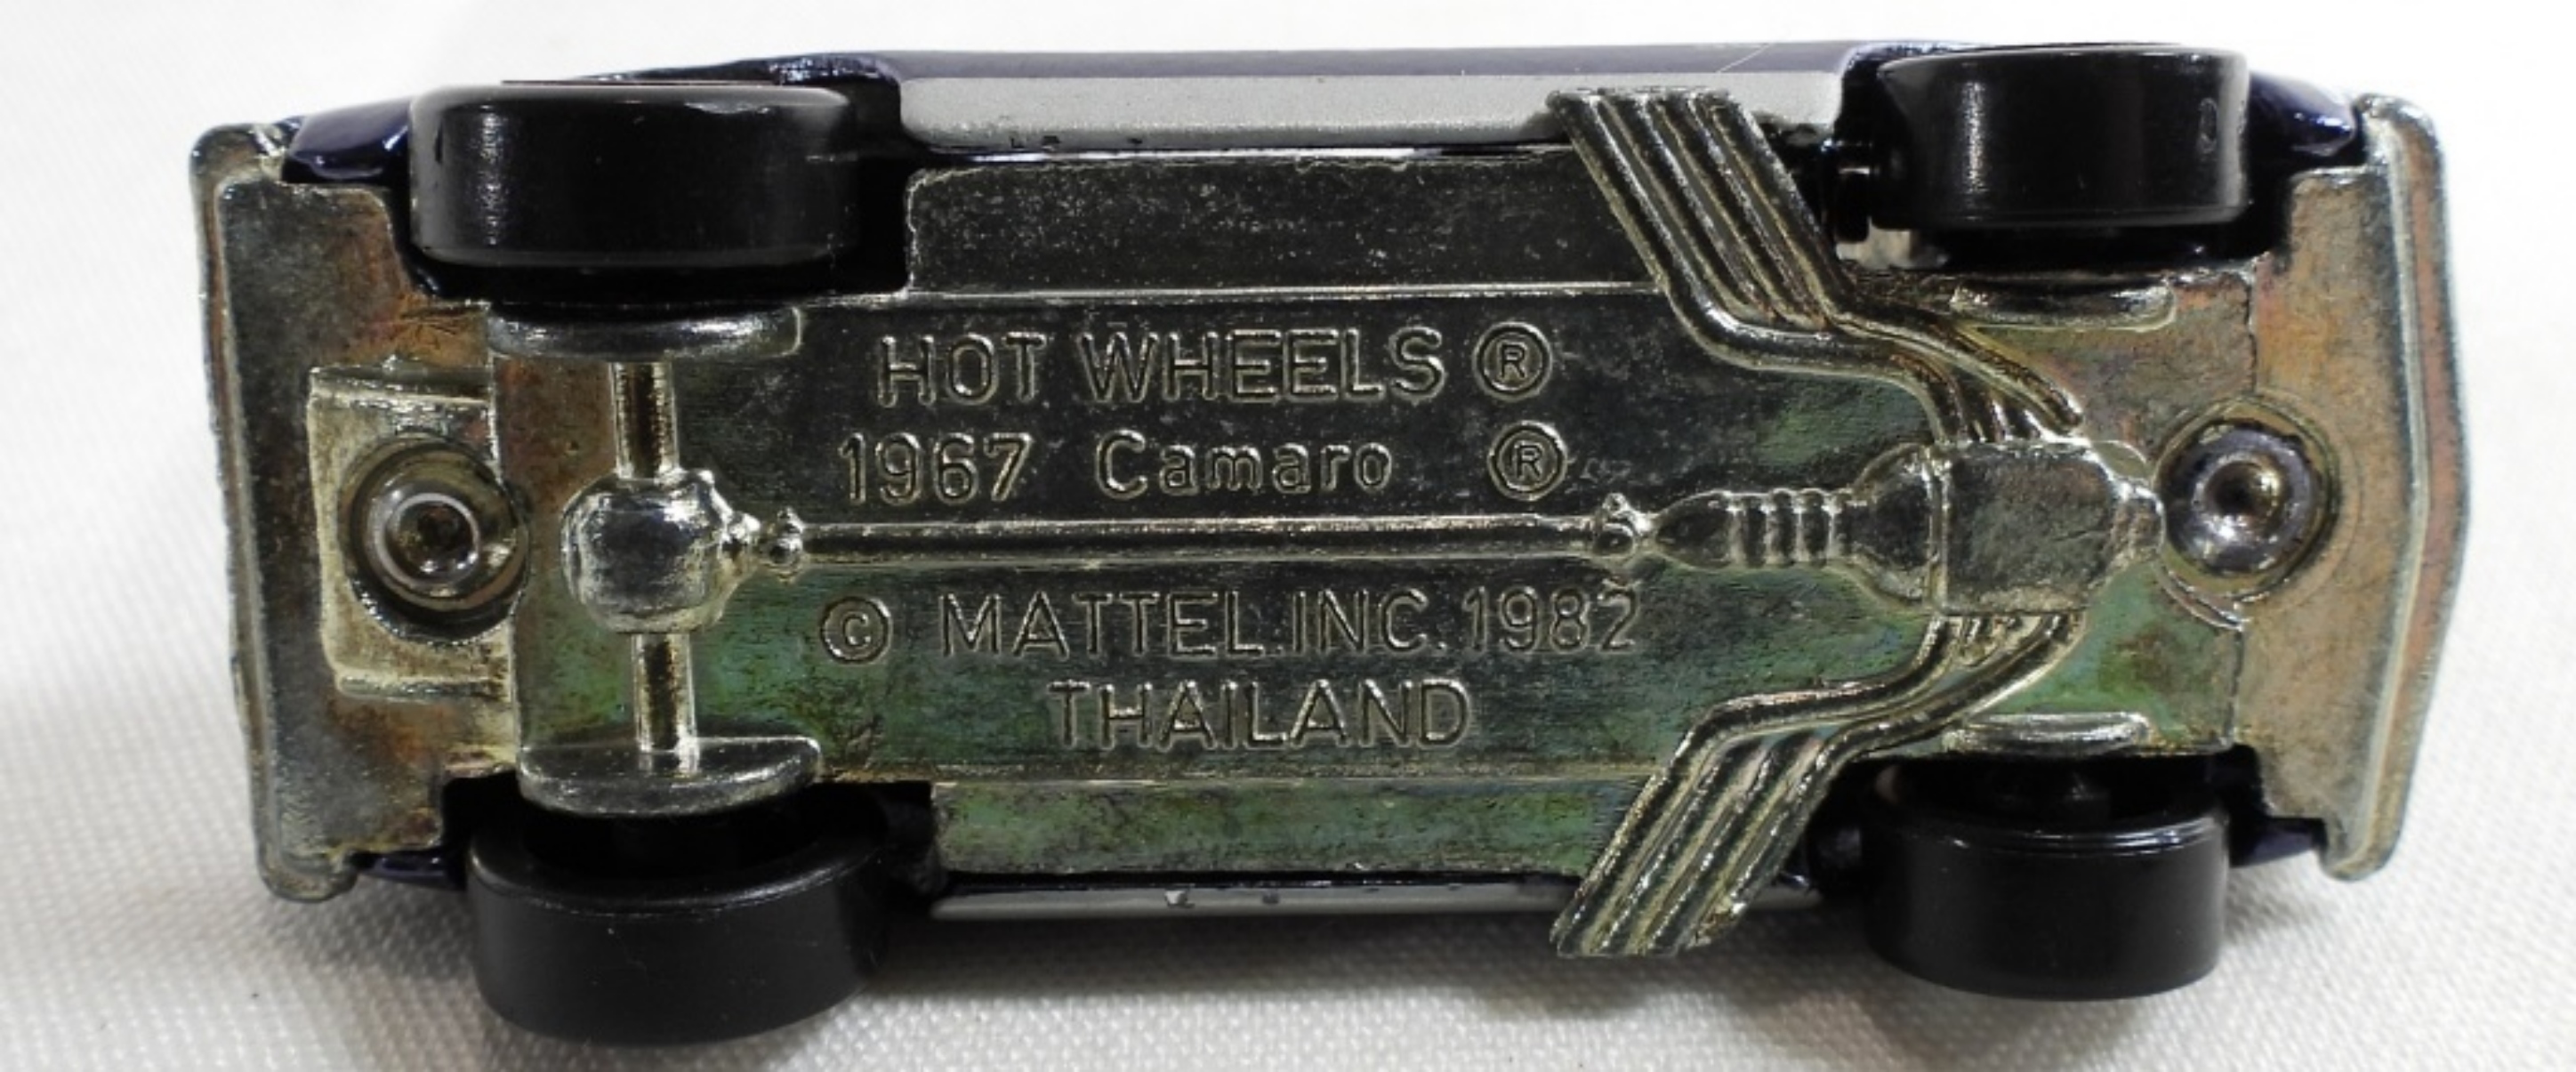 HOT WHEELS ®
1967 Camaro ®
© MATTEL.INC.1982
THAILAND